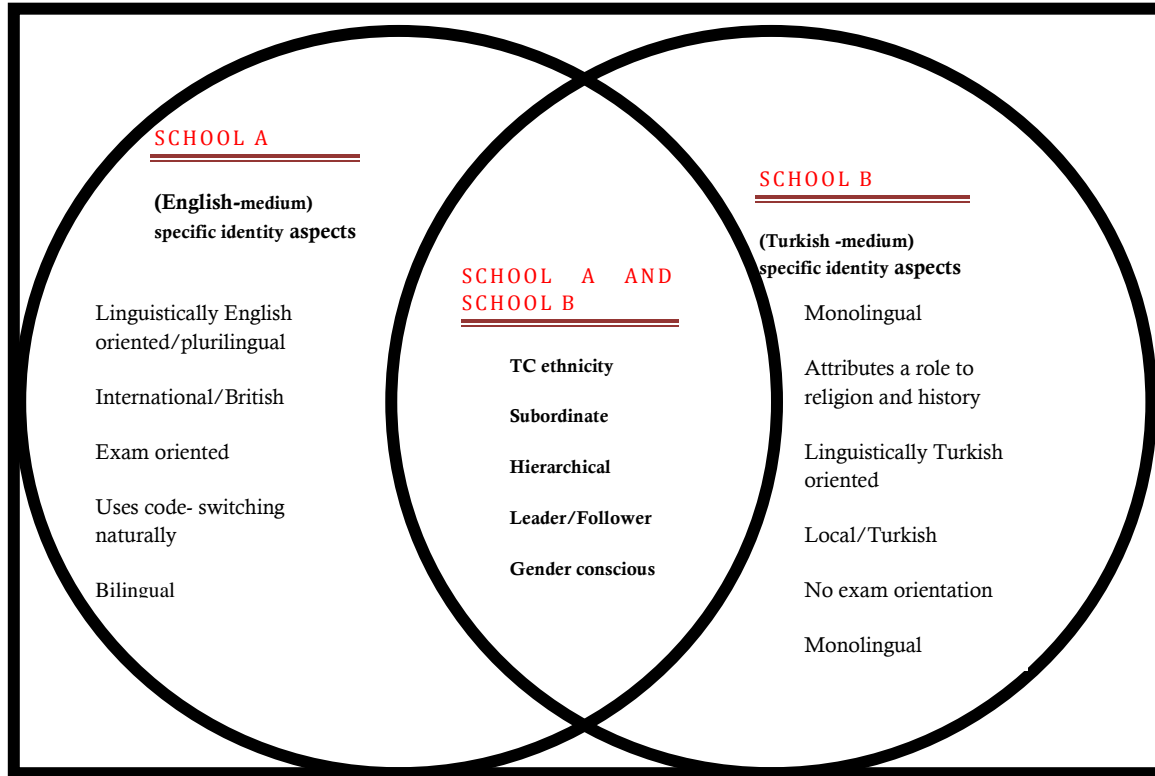 SCHOOL A
(English-medium)
specific identity aspects
Linguistically English
oriented/plurilingual
International/British
Exam oriented
Uses code- switching
naturally
Bilingual
SCHOOL A AND
SCHOOL B
TC ethnicity
Subordinate
Hierarchical
Leader/Follower
Gender conscious
SCHOOL B
(Turkish -medium)
specific identity aspects
Monolingual
Attributes a role to
religion and history
Linguistically Turkish
oriented
Local/Turkish
No exam orientation
Monolingual